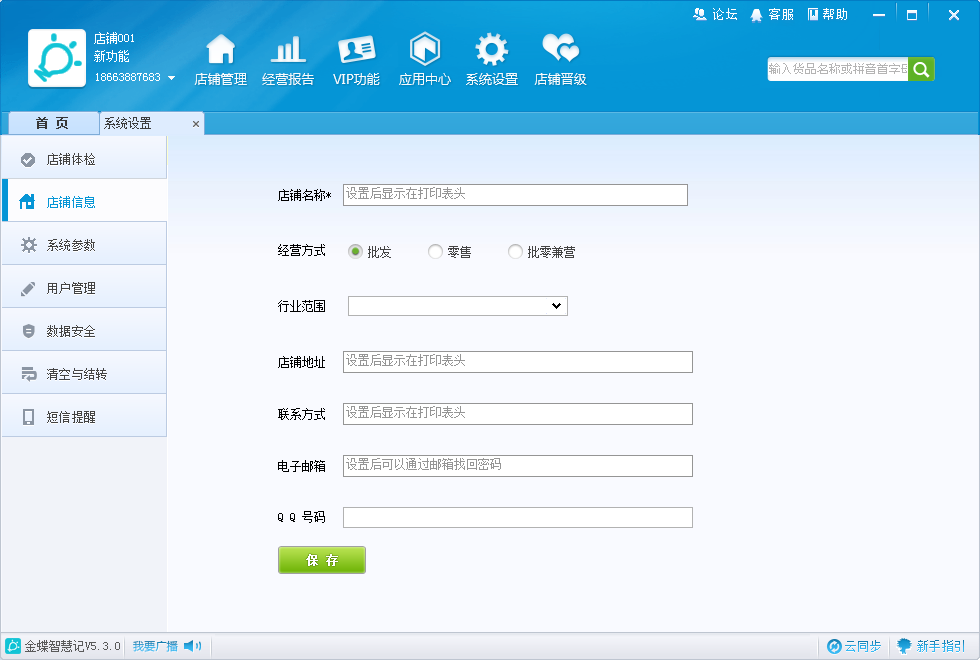 论坛 客服 帮助
店铺001
新功能
18663887683
店铺管理 经营报告 VIP功能 应用中心 系统设置 店铺晋级
输入货品名称或拼音首字母
首 页 系统设置 ×
店铺体检
店铺信息
系统参数
用户管理
数据安全
清空与结转
短信提醒
店铺名称* 设置后显示在打印表头
经营方式 批发 零售 批零兼营
行业范围
店铺地址 设置后显示在打印表头
联系方式 设置后显示在打印表头
电子邮箱 设置后可以通过邮箱找回密码
Q Q 号码
保 存
金蝶智慧记V5.3.0 我要广播 云同步 新手指引